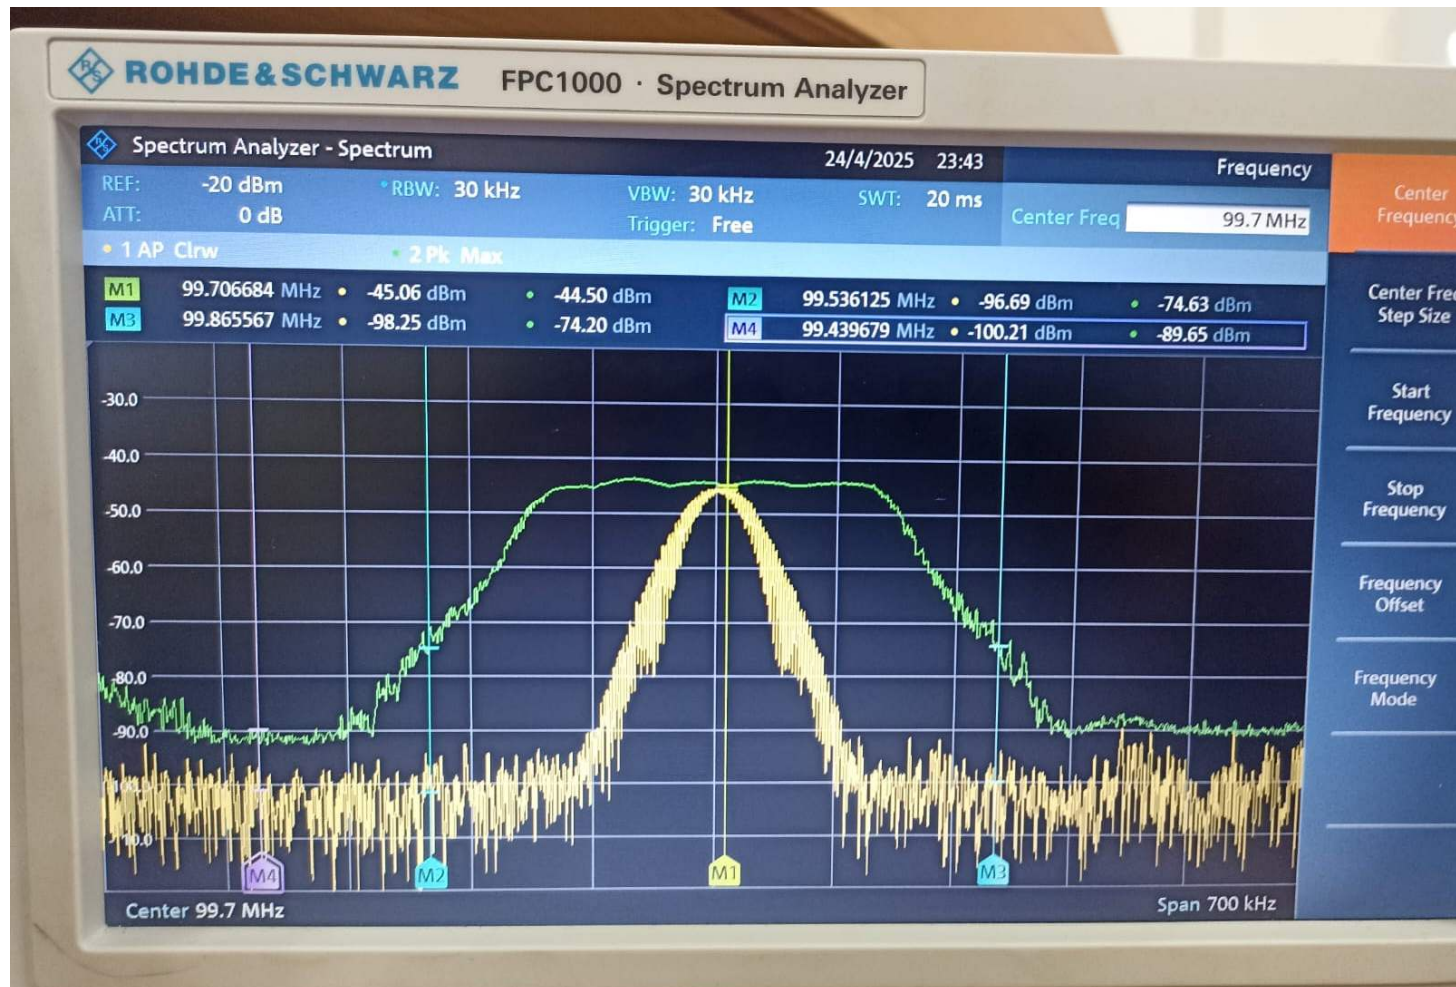 ROHDE&SCHWARZ FPC1000 · Spectrum Analyzer
Spectrum Analyzer - Spectrum 24/4/2025 23:43 Frequency
REF: -20 dBm RBW: 30 kHz VBW: 30 kHz SWT: 20 ms
ATT: 0 dB Trigger: Free Center Freq 99.7 MHz
1 AP Clrw 2 Pk Max
M1 99.706684 MHz -45.06 dBm -44.50 dBm M2 99.536125 MHz -96.69 dBm -74.63 dBm
M3 99.865567 MHz -98.25 dBm -74.20 dBm M4 99.439679 MHz -100.21 dBm -89.65 dBm
-30.0
-40.0
-50.0
-60.0
-70.0
-80.0
-90.0
M4 M2 M1 M3
Center 99.7 MHz Span 700 kHz
Center
Center Fre
Step Size
Start
Frequency
Stop
Frequency
Frequency
Offset
Frequency
Mode